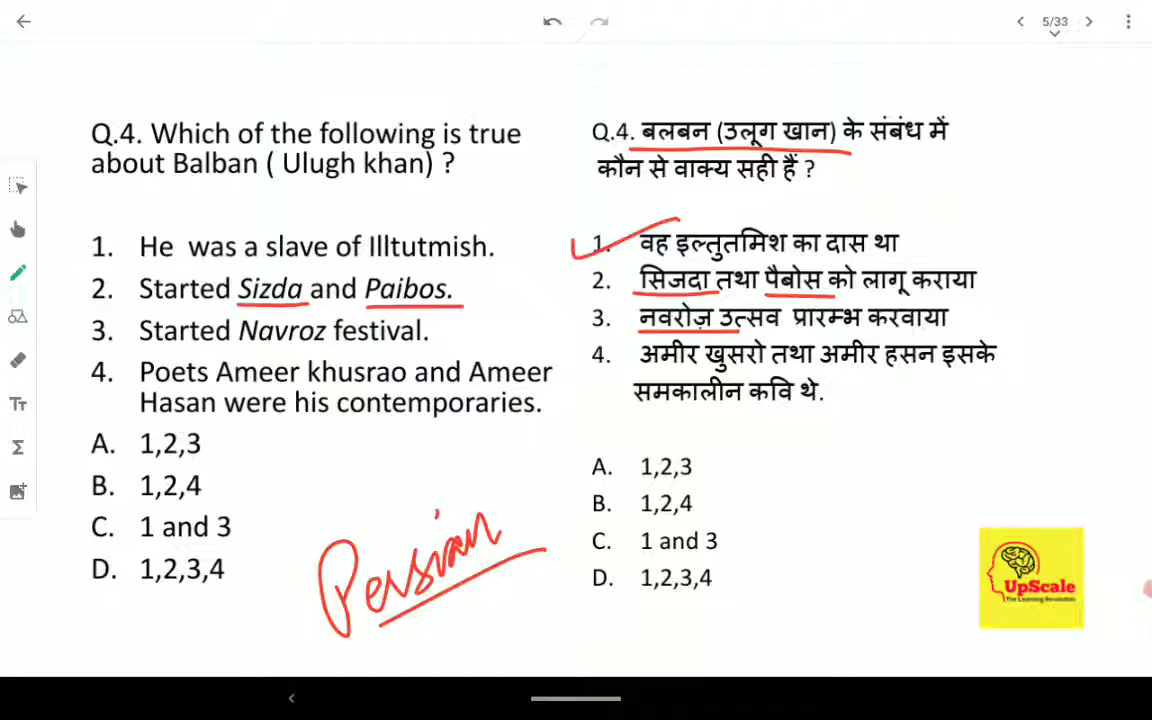 5/33
Q.4. Which of the following is true
about Balban ( Ulugh khan) ?
1. He was a slave of Illtutmish.
2. Started Sizda and Paibos.
3. Started Navroz festival.
4. Poets Ameer khusrao and Ameer
Hasan were his contemporaries.
A. 1,2,3
B. 1,2,4
C. 1 and 3
D. 1,2,3,4
Persian
Q.4. बलबन (उलूग खान) के संबंध में
कौन से वाक्य सही हैं ?
1. वह इल्तुतमिश का दास था
2. सिजदा तथा पैबोस को लागू कराया
3. नवरोज़ उत्सव प्रारम्भ करवाया
4. अमीर खुसरो तथा अमीर हसन इसके
समकालीन कवि थे.
A. 1,2,3
B. 1,2,4
C. 1 and 3
D. 1,2,3,4
UpScale
The Learning Revolution